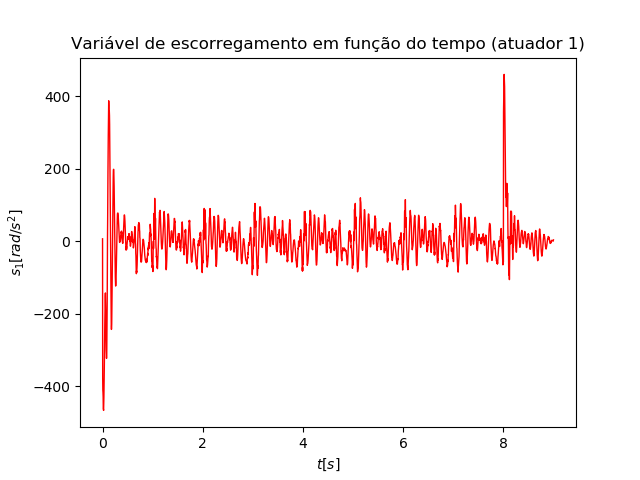 Variável de escorregamento em função do tempo (atuador 1)
400
200
0
−200
−400
s₁[rad/s²]
0 2 4 6 8
t[s]